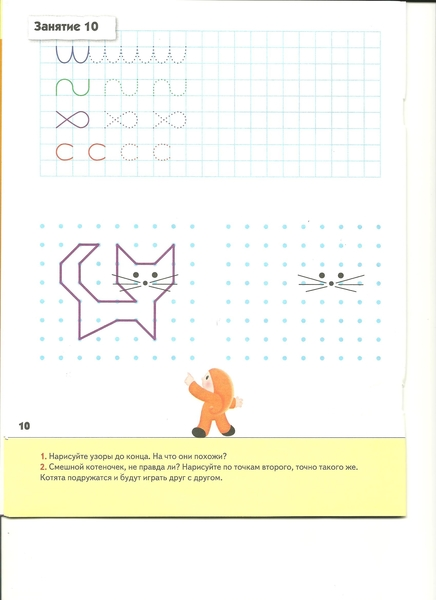 Занятие 10
10
1. Нарисуйте узоры до конца. На что они похожи?
2. Смешной котеночек, не правда ли? Нарисуйте по точкам второго, точно такого же.
Котята подружатся и будут играть друг с другом.